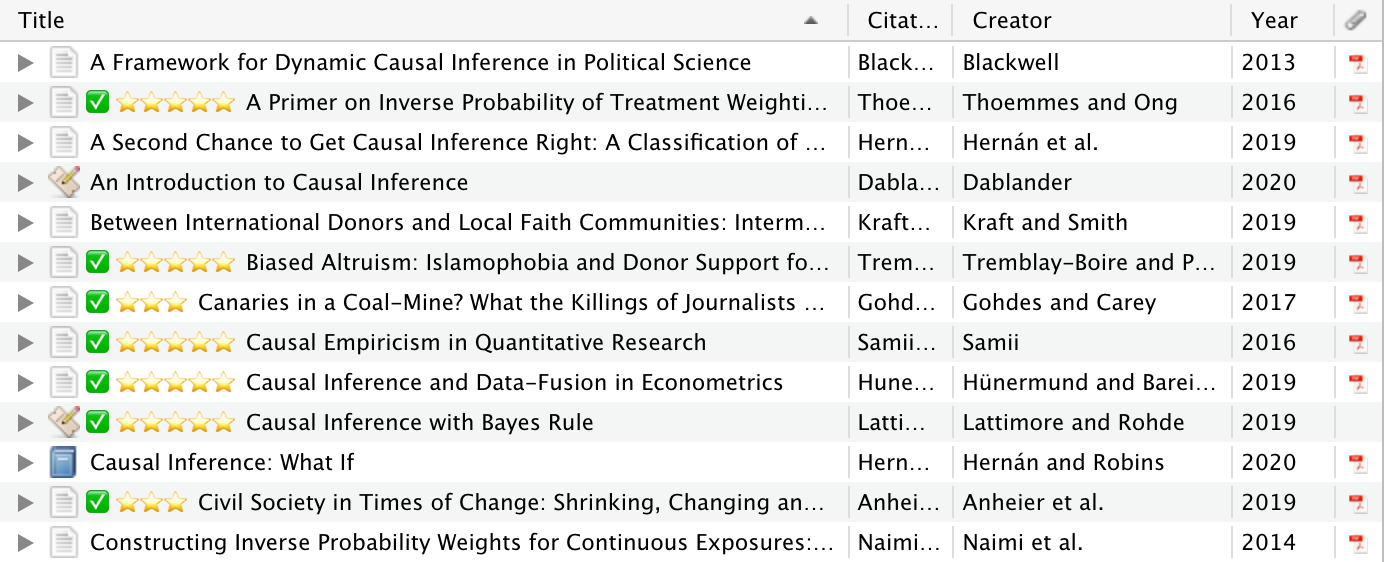 Title Citat... Creator Year
A Framework for Dynamic Causal Inference in Political Science Black... Blackwell 2013
✅ ⭐⭐⭐⭐⭐ A Primer on Inverse Probability of Treatment Weighti... Thoe... Thoemmes and Ong 2016
A Second Chance to Get Causal Inference Right: A Classification of ... Hern... Hernán et al. 2019
An Introduction to Causal Inference Dabla... Dablander 2020
Between International Donors and Local Faith Communities: Interm... Kraft... Kraft and Smith 2019
✅ ⭐⭐⭐⭐⭐ Biased Altruism: Islamophobia and Donor Support fo... Trem... Tremblay-Boire and P... 2019
✅ ⭐⭐⭐ Canaries in a Coal-Mine? What the Killings of Journalists ... Gohd... Gohdes and Carey 2017
✅ ⭐⭐⭐⭐⭐ Causal Empiricism in Quantitative Research Samii... Samii 2016
✅ ⭐⭐⭐⭐⭐ Causal Inference and Data-Fusion in Econometrics Hune... Hünermund and Barei... 2019
✅ ⭐⭐⭐⭐⭐ Causal Inference with Bayes Rule Latti... Lattimore and Rohde 2019
Causal Inference: What If Hern... Hernán and Robins 2020
✅ ⭐⭐⭐ Civil Society in Times of Change: Shrinking, Changing an... Anhei... Anheier et al. 2019
Constructing Inverse Probability Weights for Continuous Exposures:... Naimi... Naimi et al. 2014